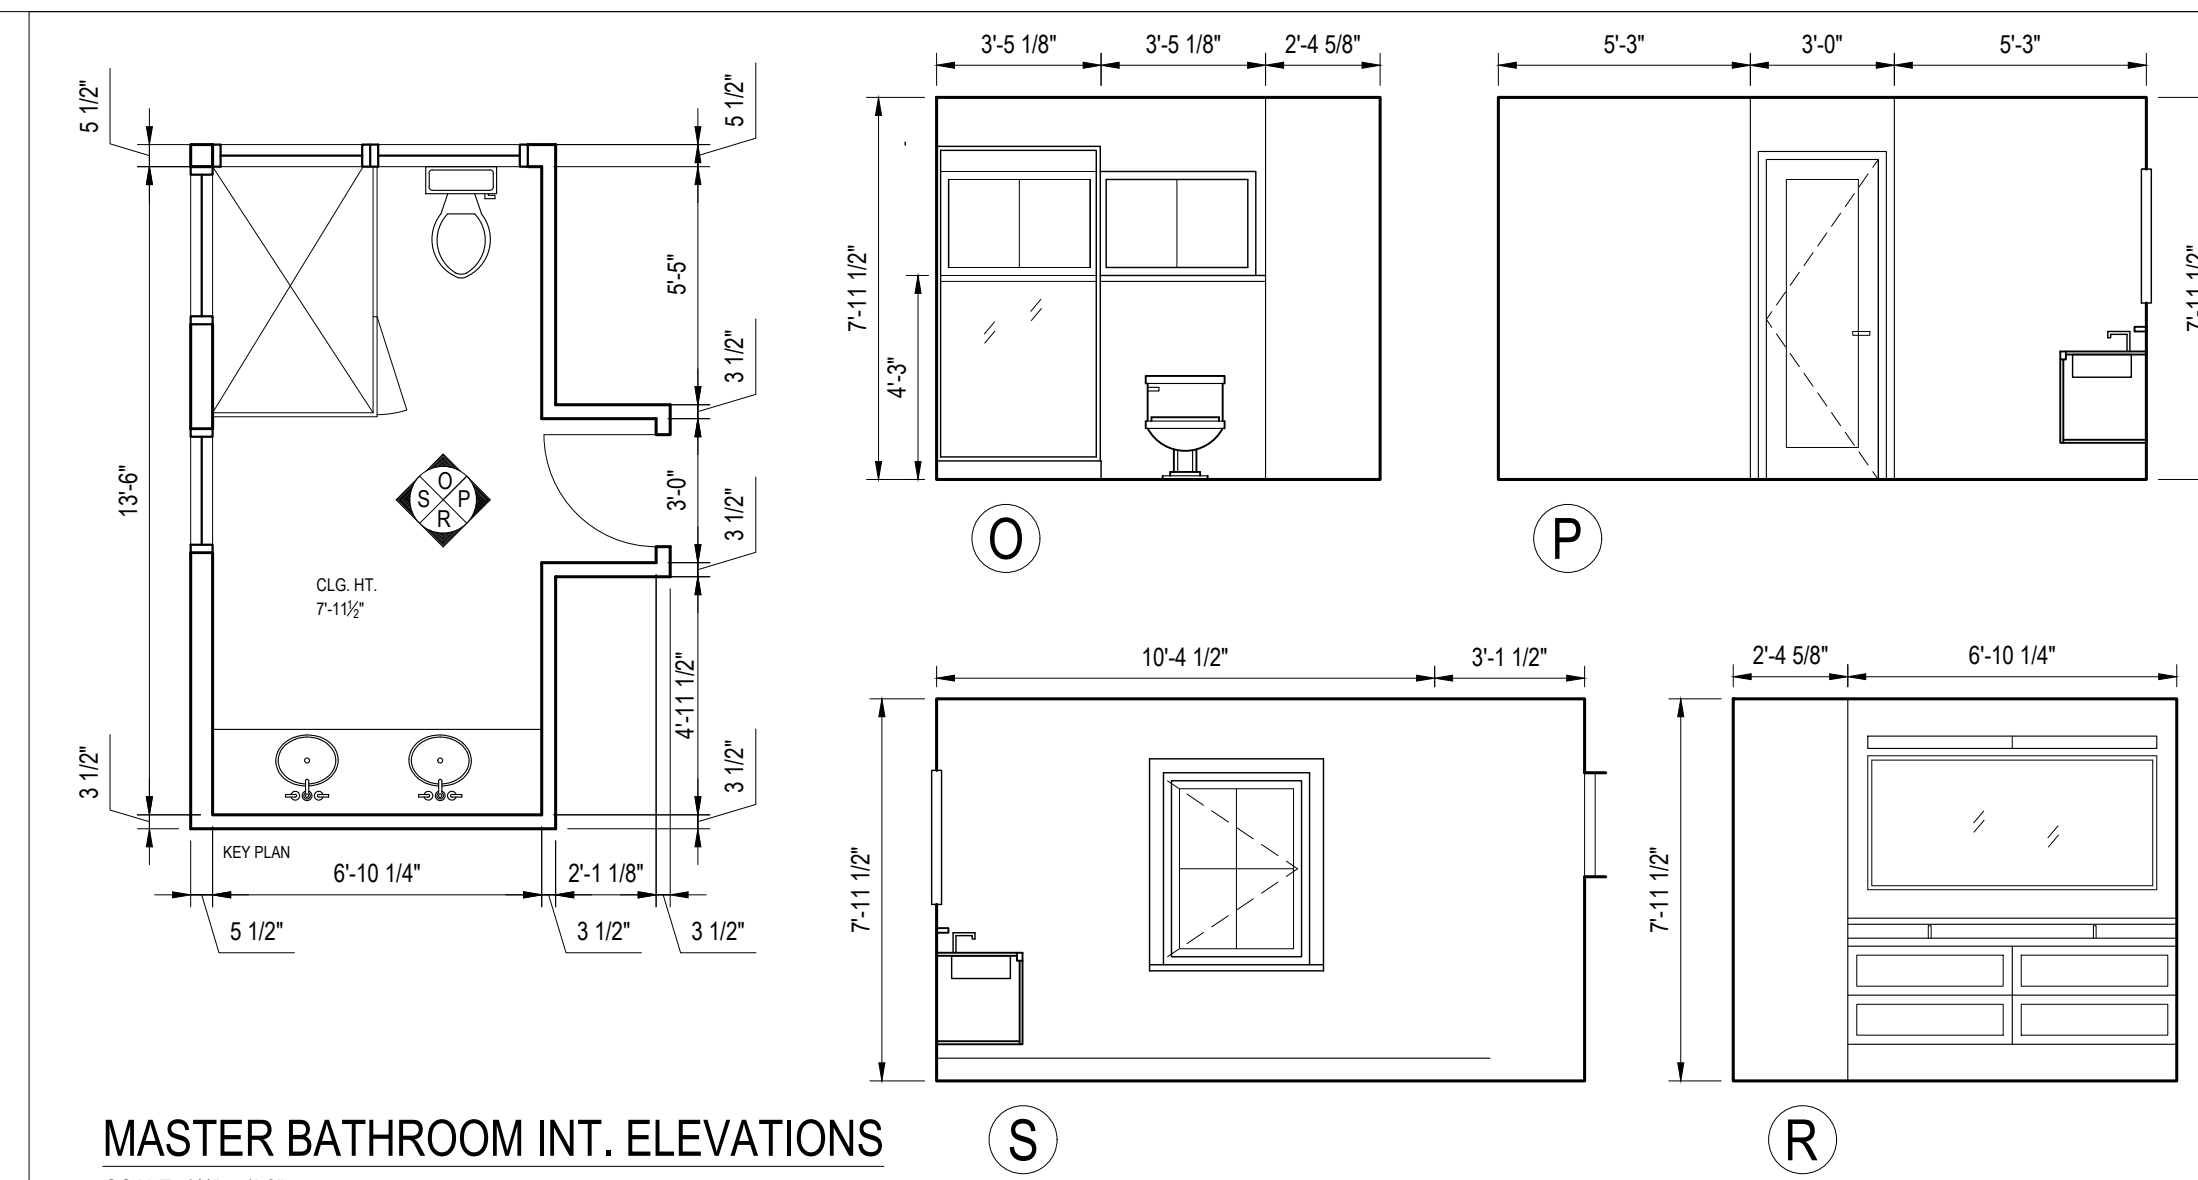 5 1/2"
5 1/2"
13'-6"
5'-5"
3 1/2"
3'-0"
3 1/2"
O
S P
R
CLG. HT.
7'-11½"
4'-11 1/2"
3 1/2"
3 1/2"
KEY PLAN
6'-10 1/4"
2'-1 1/8"
5 1/2"
3 1/2"
3 1/2"
3'-5 1/8" 3'-5 1/8" 2'-4 5/8"
7'-11 1/2"
4'-3"
O
5'-3" 3'-0" 5'-3"
7'-11 1/2"
P
10'-4 1/2" 3'-1 1/2"
7'-11 1/2"
S
2'-4 5/8" 6'-10 1/4"
7'-11 1/2"
R
MASTER BATHROOM INT. ELEVATIONS